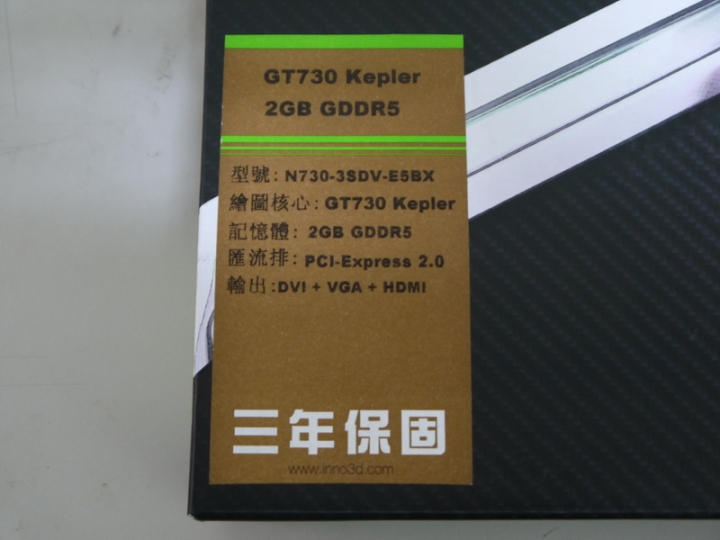 GT730 Kepler
2GB GDDR5
型號: N730-3SDV-E5BX
繪圖核心: GT730 Kepler
記憶體: 2GB GDDR5
匯流排: PCI-Express 2.0
輸出:DVI + VGA + HDMI
三年保固
www.inno3d.com